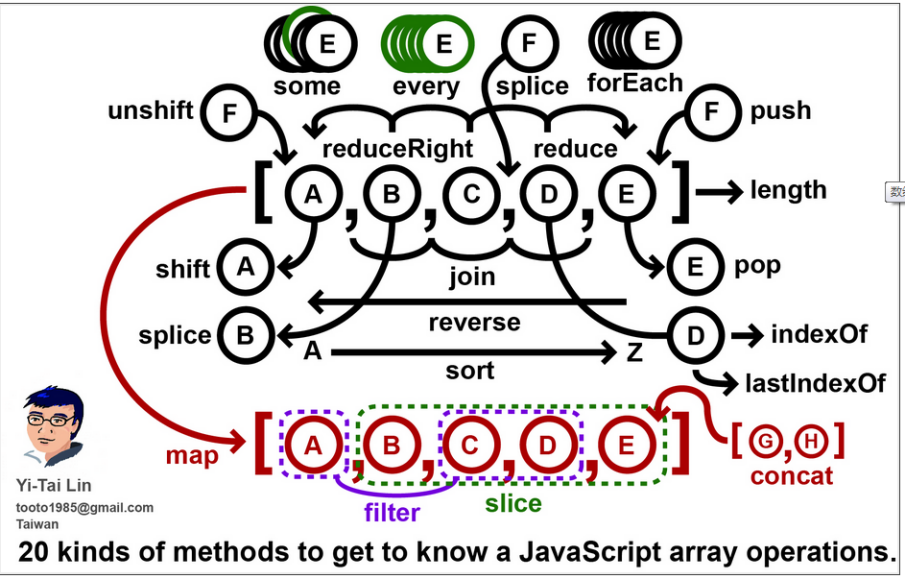 E E F E
some every splice forEach
unshift F F push
reduceRight reduce
[ A , B , C , D , E ] length
shift A E pop
join
splice B reverse D indexOf
A Z
sort
lastIndexOf
map [ A , B , C , D , E ] [ G , H ]
concat
filter slice
Yi-Tai Lin
tooto1985@gmail.com
Taiwan
20 kinds of methods to get to know a JavaScript array operations.